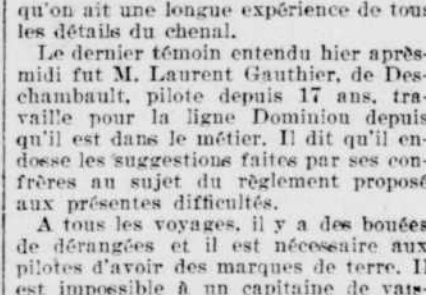 qu'on ait une longue expérience de tous
les détails du chenal.
Le dernier témoin entendu hier après-
midi fut M. Laurent Gauthier, de Des-
chambault, pilote depuis 17 ans, tra-
vaille pour la ligne Dominion depuis
qu'il est dans le métier. Il dit qu'il en-
dosse les suggestions faites par ses con-
frères au sujet du règlement proposé
aux présentes difficultés.
A tous les voyages, il y a des bouées
de dérangées et il est nécessaire aux
pilotes d'avoir des marques de terre. Il
est impossible à un capitaine de vais-